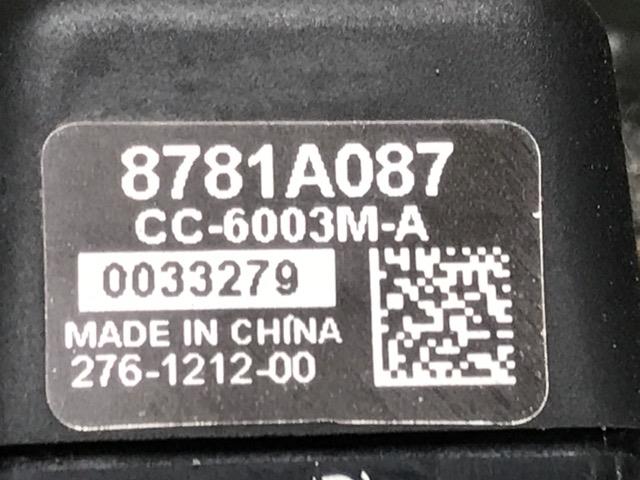 8781A087
CC-6003M-A
0033279
MADE IN CHINA
276-1212-00